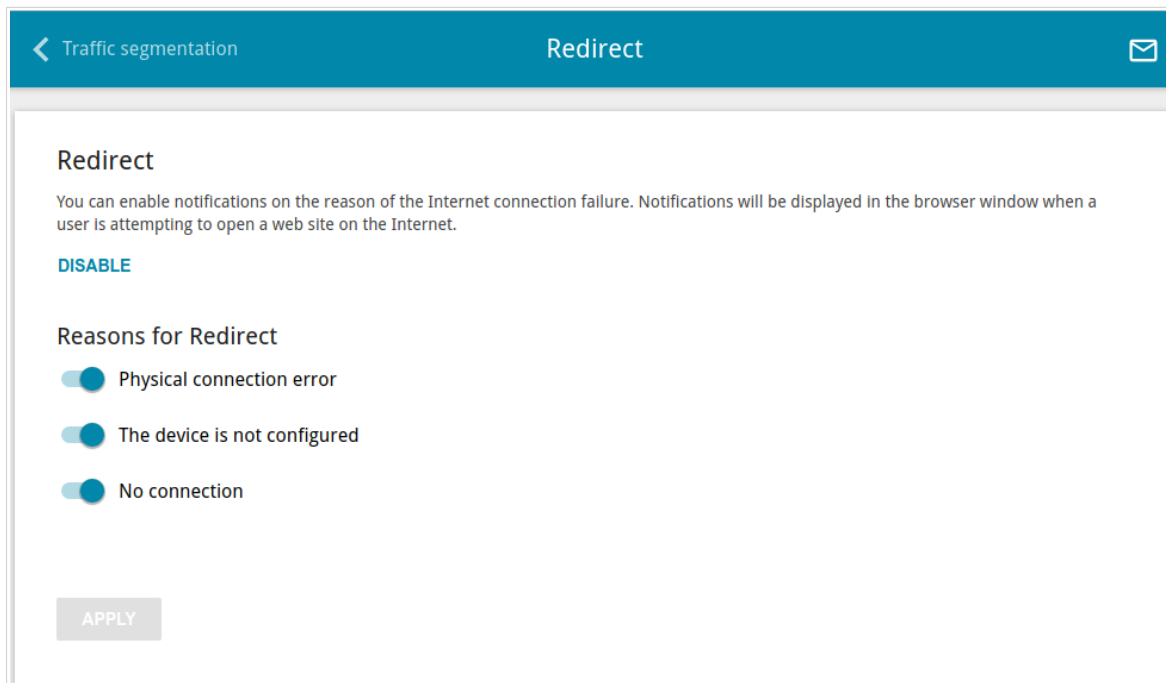 Traffic segmentation
Redirect
Redirect
You can enable notifications on the reason of the Internet connection failure. Notifications will be displayed in the browser window when a
user is attempting to open a web site on the Internet.
DISABLE
Reasons for Redirect
Physical connection error
The device is not configured
No connection
APPLY